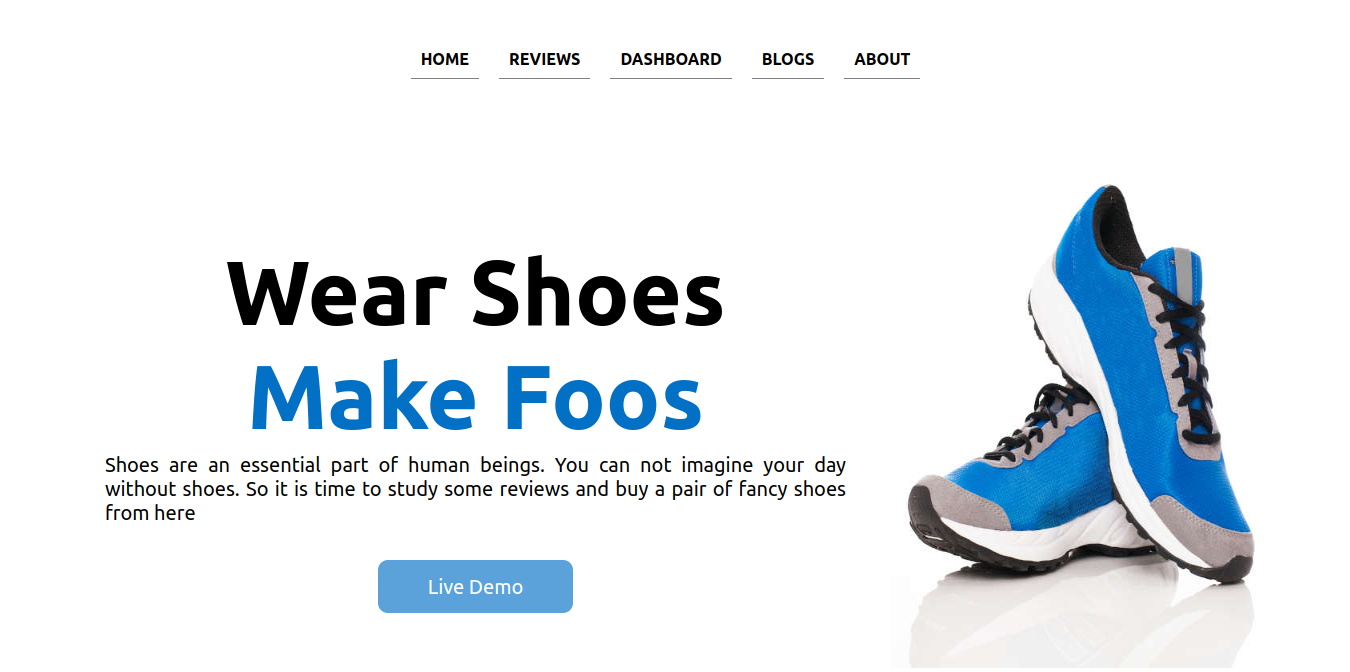 HOME REVIEWS DASHBOARD BLOGS ABOUT
Wear Shoes
Make Foos
Shoes are an essential part of human beings. You can not imagine your day
without shoes. So it is time to study some reviews and buy a pair of fancy shoes
from here
Live Demo